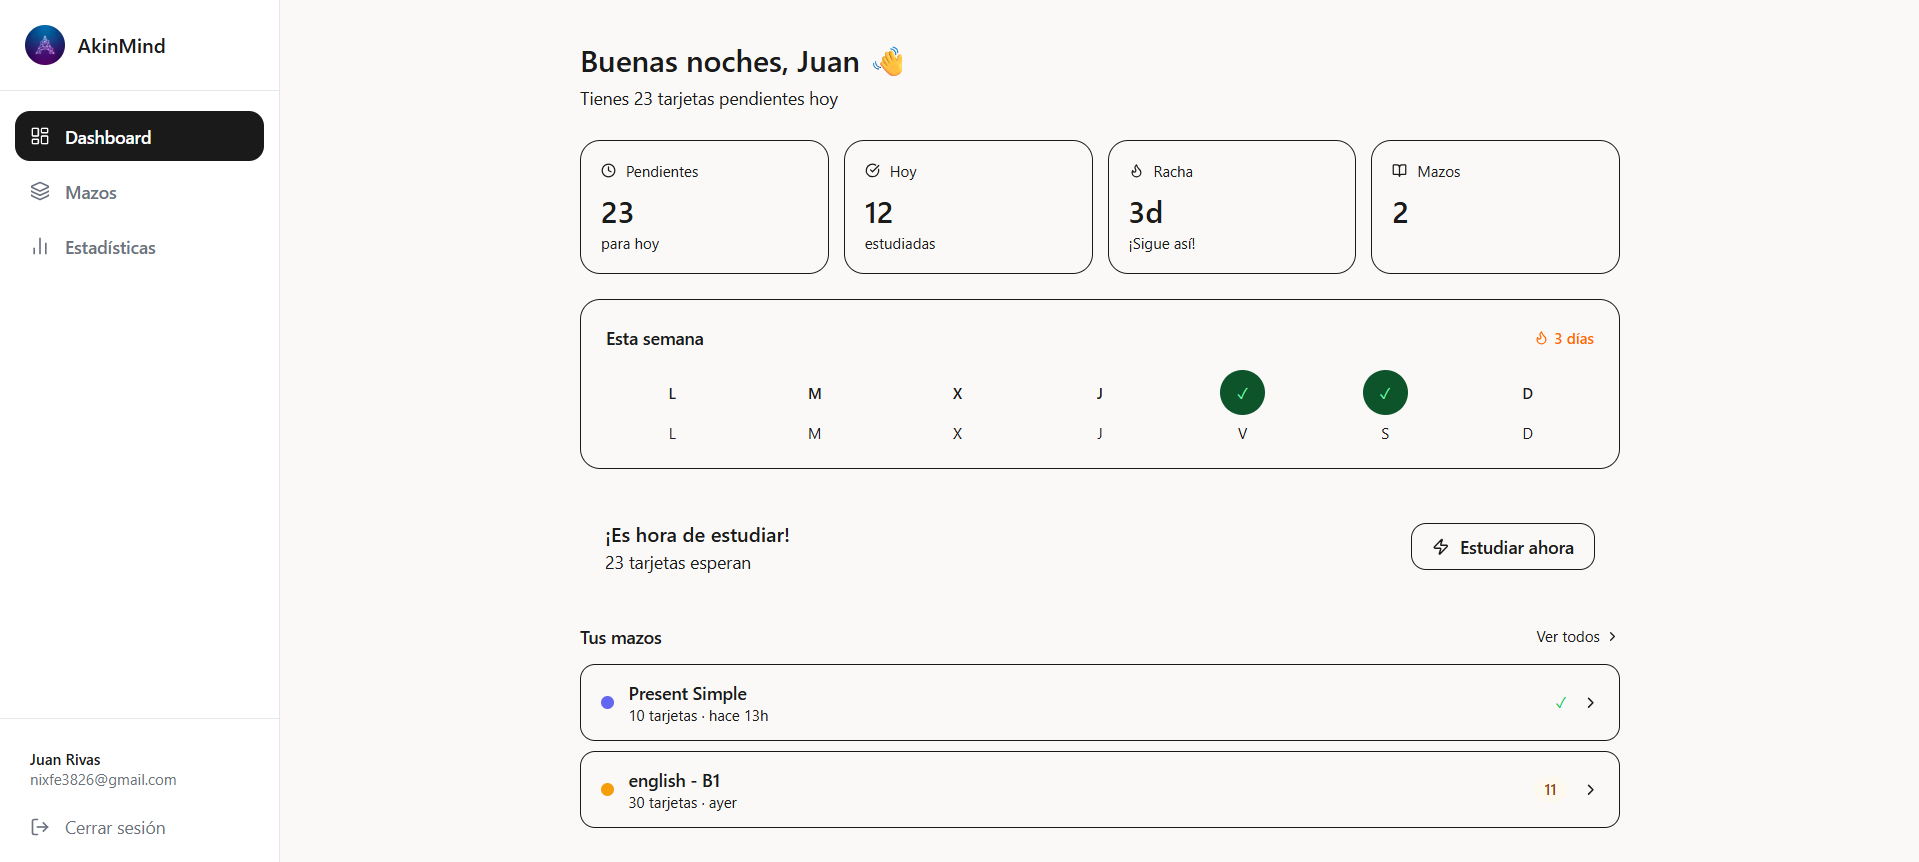 AkinMind
Dashboard
Mazos
Estadísticas
Juan Rivas
nixfe3826@gmail.com
Cerrar sesión
Buenas noches, Juan 👋
Tienes 23 tarjetas pendientes hoy
Pendientes
23
para hoy
Hoy
12
estudiadas
Racha
3d
¡Sigue así!
Mazos
2
Esta semana
3 días
L M X J ✓ ✓ D
L M X J V S D
¡Es hora de estudiar!
23 tarjetas esperan
Estudiar ahora
Tus mazos
Ver todos
Present Simple
10 tarjetas · hace 13h
✓
english - B1
30 tarjetas · ayer
11